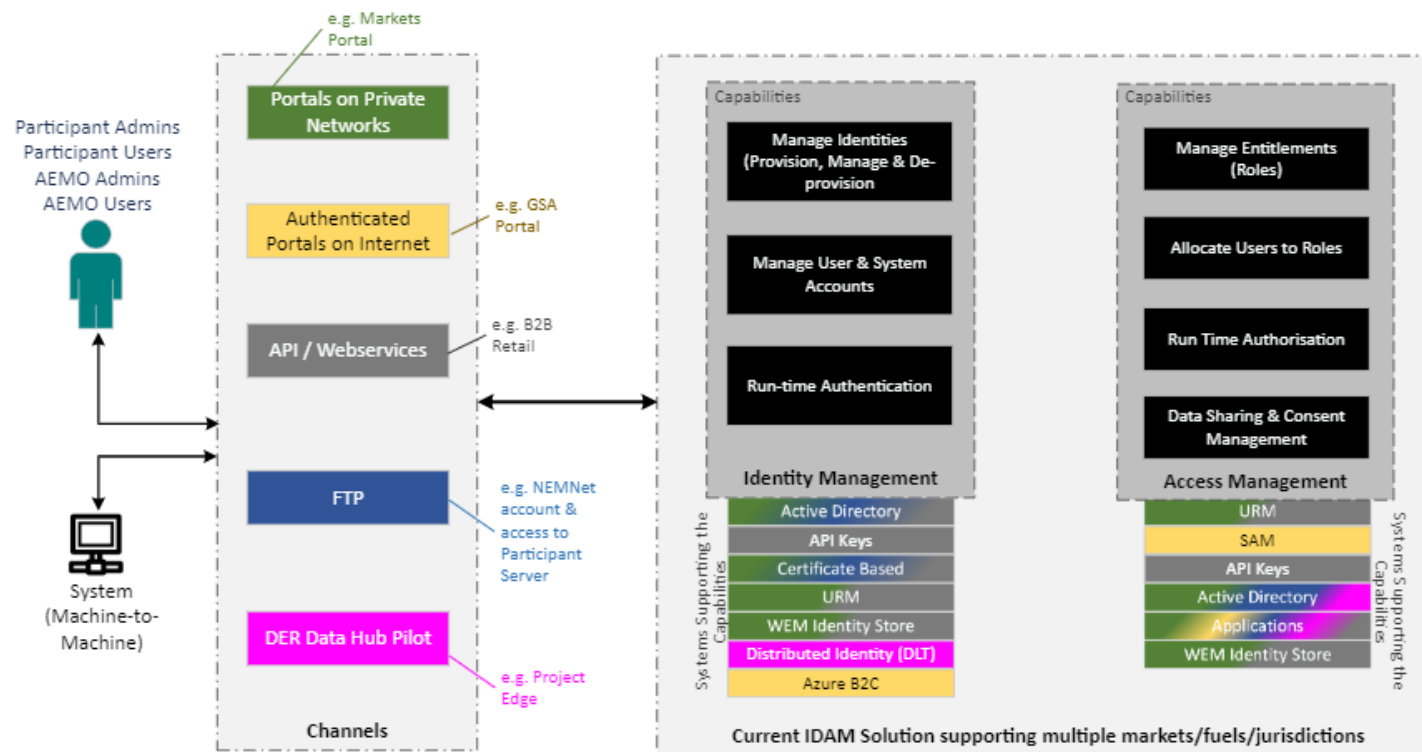 e.g. Markets
Portal
Participant Admins
Participant Users
AEMO Admins
AEMO Users
System
(Machine-to-
Machine)
Portals on Private
Networks
Authenticated
Portals on Internet
e.g. GSA
Portal
API / Webservices
e.g. B2B
Retail
FTP
e.g. NEMNet
account &
access to
Participant
Server
DER Data Hub Pilot
e.g. Project
Edge
Channels
Capabilities
Manage Identities
(Provision, Manage & De-
provision
Manage User & System
Accounts
Run-time Authentication
Identity Management
Systems Supporting the
Capabilities
Active Directory
API Keys
Certificate Based
URM
WEM Identity Store
Distributed Identity (DLT)
Azure B2C
Capabilities
Manage Entitlements
(Roles)
Allocate Users to Roles
Run Time Authorisation
Data Sharing & Consent
Management
Access Management
URM
SAM
API Keys
Active Directory
Applications
WEM Identity Store
Systems Supporting the
Capabilities
Current IDAM Solution supporting multiple markets/fuels/jurisdictions